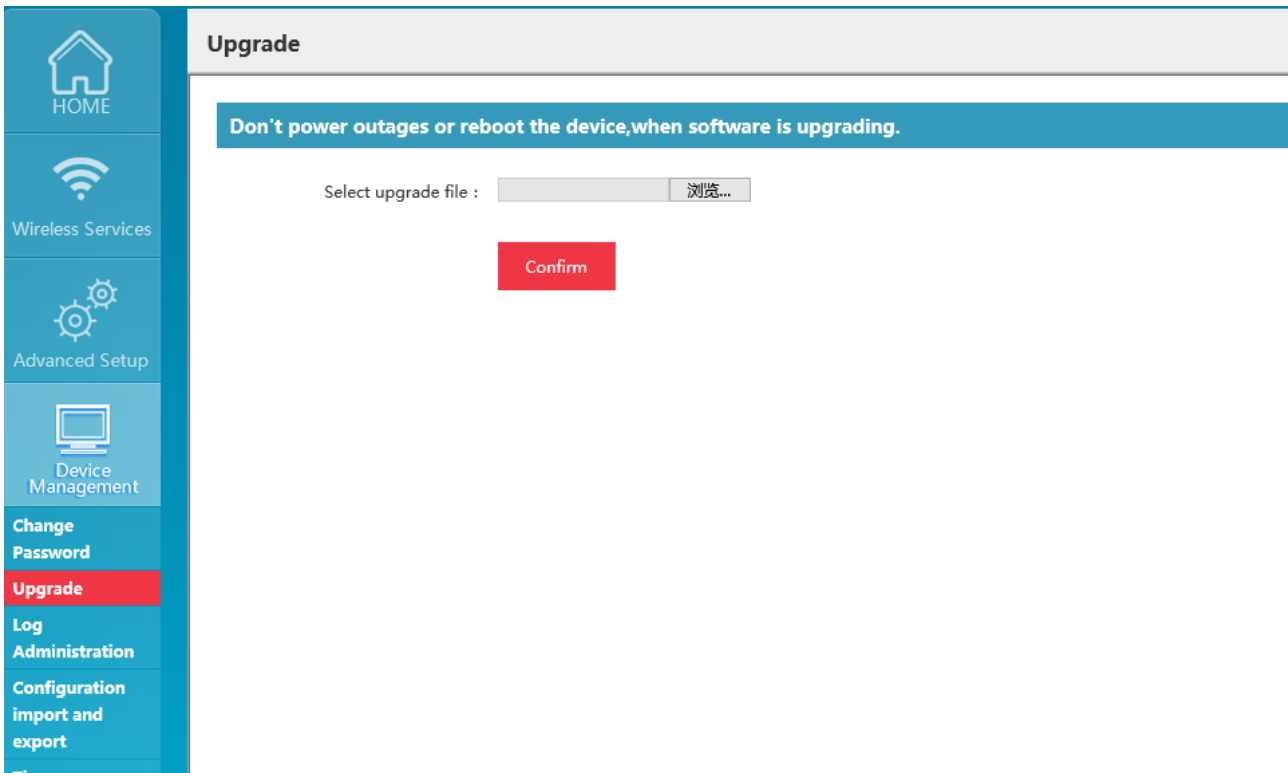 HOME
Wireless Services
Advanced Setup
Device
Management
Change
Password
Upgrade
Log
Administration
Configuration
import and
export
Upgrade
Don't power outages or reboot the device,when software is upgrading.
Select upgrade file : 浏览...
Confirm